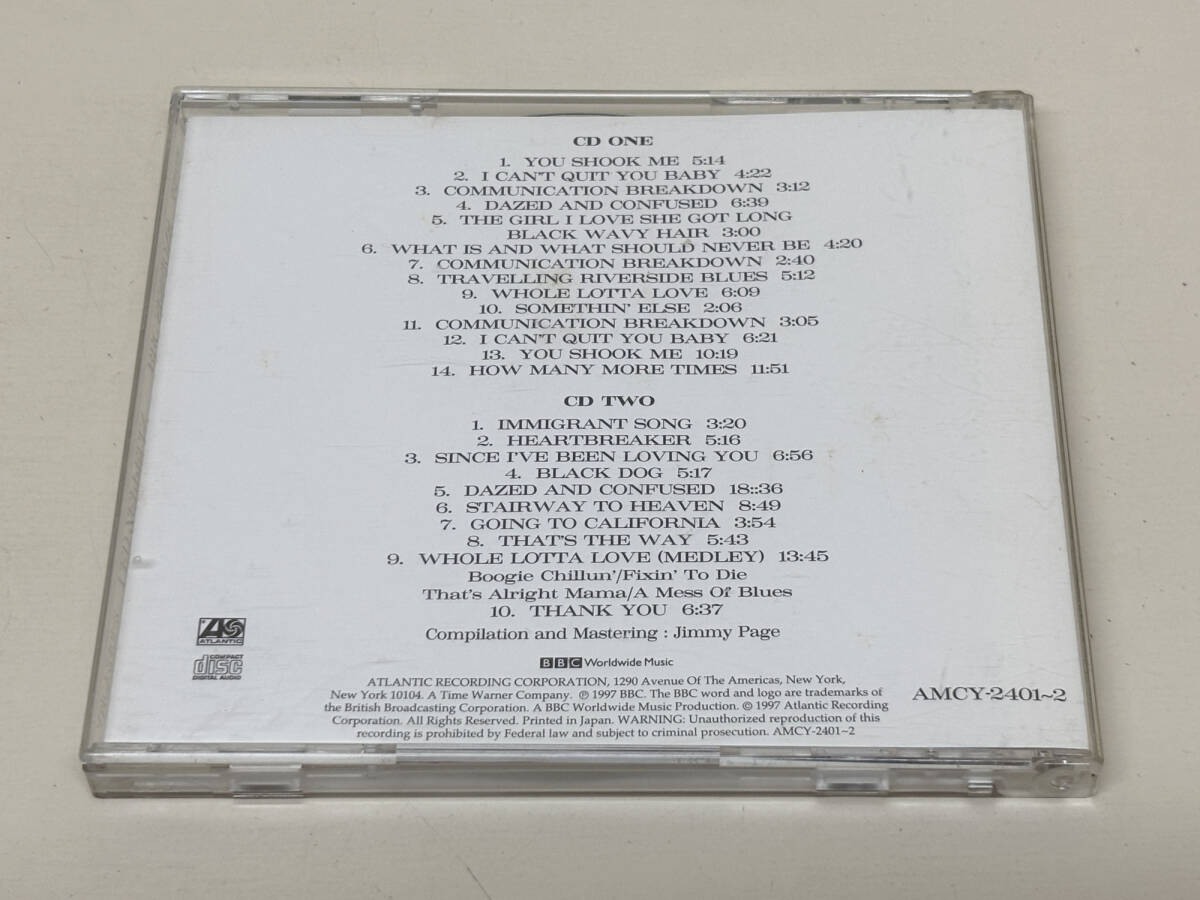 CD ONE
1. YOU SHOOK ME 5:14
2. I CAN'T QUIT YOU BABY 4:22
3. COMMUNICATION BREAKDOWN 3:12
4. DAZED AND CONFUSED 6:39
5. THE GIRL I LOVE SHE GOT LONG
BLACK WAVY HAIR 3:00
6. WHAT IS AND WHAT SHOULD NEVER BE 4:20
7. COMMUNICATION BREAKDOWN 2:40
8. TRAVELLING RIVERSIDE BLUES 5:12
9. WHOLE LOTTA LOVE 6:09
10. SOMETHIN' ELSE 2:06
11. COMMUNICATION BREAKDOWN 3:05
12. I CAN'T QUIT YOU BABY 6:21
13. YOU SHOOK ME 10:19
14. HOW MANY MORE TIMES 11:51
CD TWO
1. IMMIGRANT SONG 3:20
2. HEARTBREAKER 5:16
3. SINCE I'VE BEEN LOVING YOU 6:56
4. BLACK DOG 5:17
5. DAZED AND CONFUSED 18::36
6. STAIRWAY TO HEAVEN 8:49
7. GOING TO CALIFORNIA 3:54
8. THAT'S THE WAY 5:43
9. WHOLE LOTTA LOVE (MEDLEY) 13:45
Boogie Chillun'/Fixin' To Die
That's Alright Mama/A Mess Of Blues
10. THANK YOU 6:37
Compilation and Mastering : Jimmy Page
ATLANTIC
COMPACT
disc
DIGITAL AUDIO
BBC Worldwide Music
ATLANTIC RECORDING CORPORATION, 1290 Avenue Of The Americas, New York,
New York 10104. A Time Warner Company. ℗ 1997 BBC. The BBC word and logo are trademarks of
the British Broadcasting Corporation. A BBC Worldwide Music Production. © 1997 Atlantic Recording
Corporation. All Rights Reserved. Printed in Japan. WARNING: Unauthorized reproduction of this
recording is prohibited by Federal law and subject to criminal prosecution. AMCY-2401~2
AMCY-2401~2